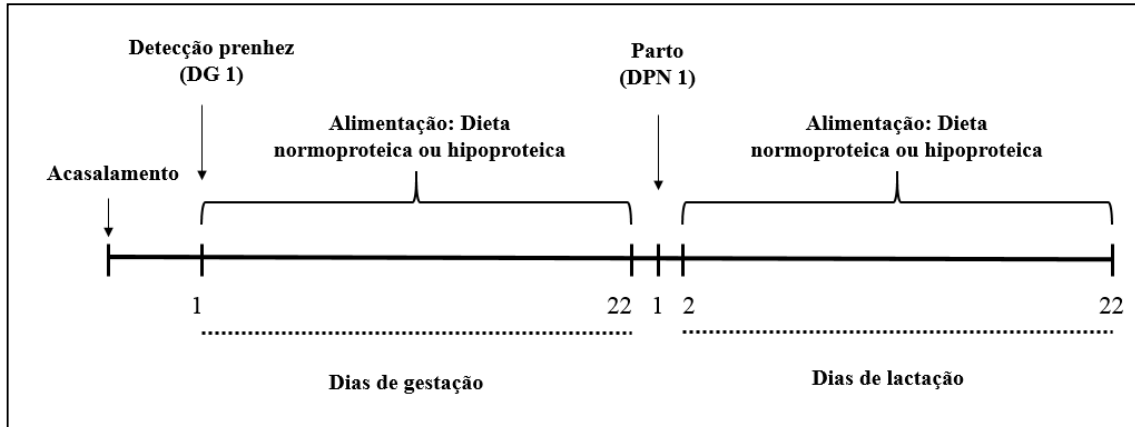 Detecção prenhez
(DG 1)
Parto
(DPN 1)
Alimentação: Dieta
normoproteica ou hipoproteica
Alimentação: Dieta
normoproteica ou hipoproteica
Acasalamento
1
22
1
2
22
Dias de gestação
Dias de lactação